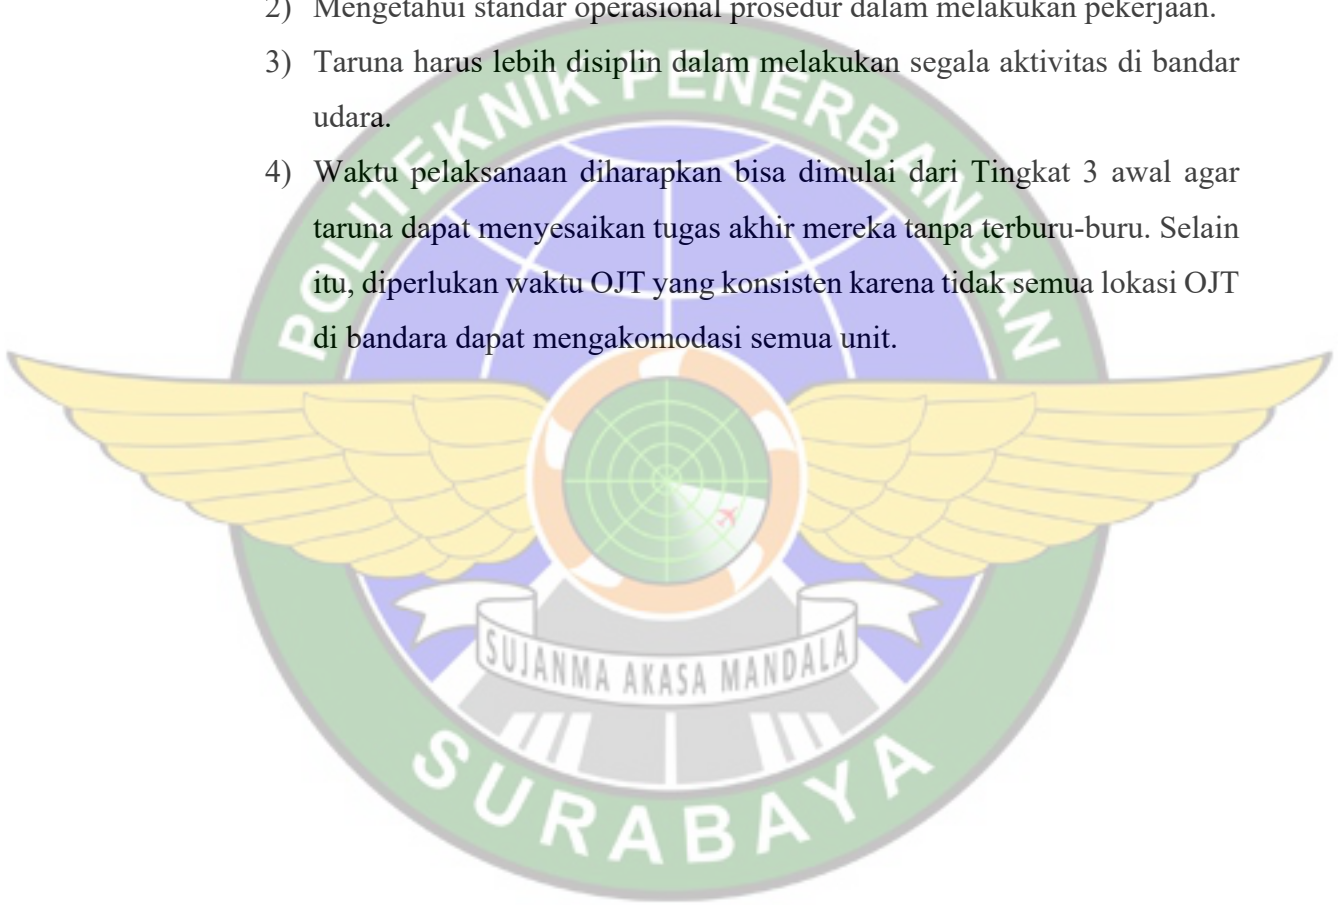 2) Mengetahui standar operasional prosedur dalam melakukan pekerjaan.
3) Taruna harus lebih disiplin dalam melakukan segala aktivitas di bandar
udara.
4) Waktu pelaksanaan diharapkan bisa dimulai dari Tingkat 3 awal agar
taruna dapat menyesaikan tugas akhir mereka tanpa terburu-buru. Selain
itu, diperlukan waktu OJT yang konsisten karena tidak semua lokasi OJT
di bandara dapat mengakomodasi semua unit.
POLITEKNIK PENERBANGAN
SUJANMA AKASA MANDALA
SURABAYA